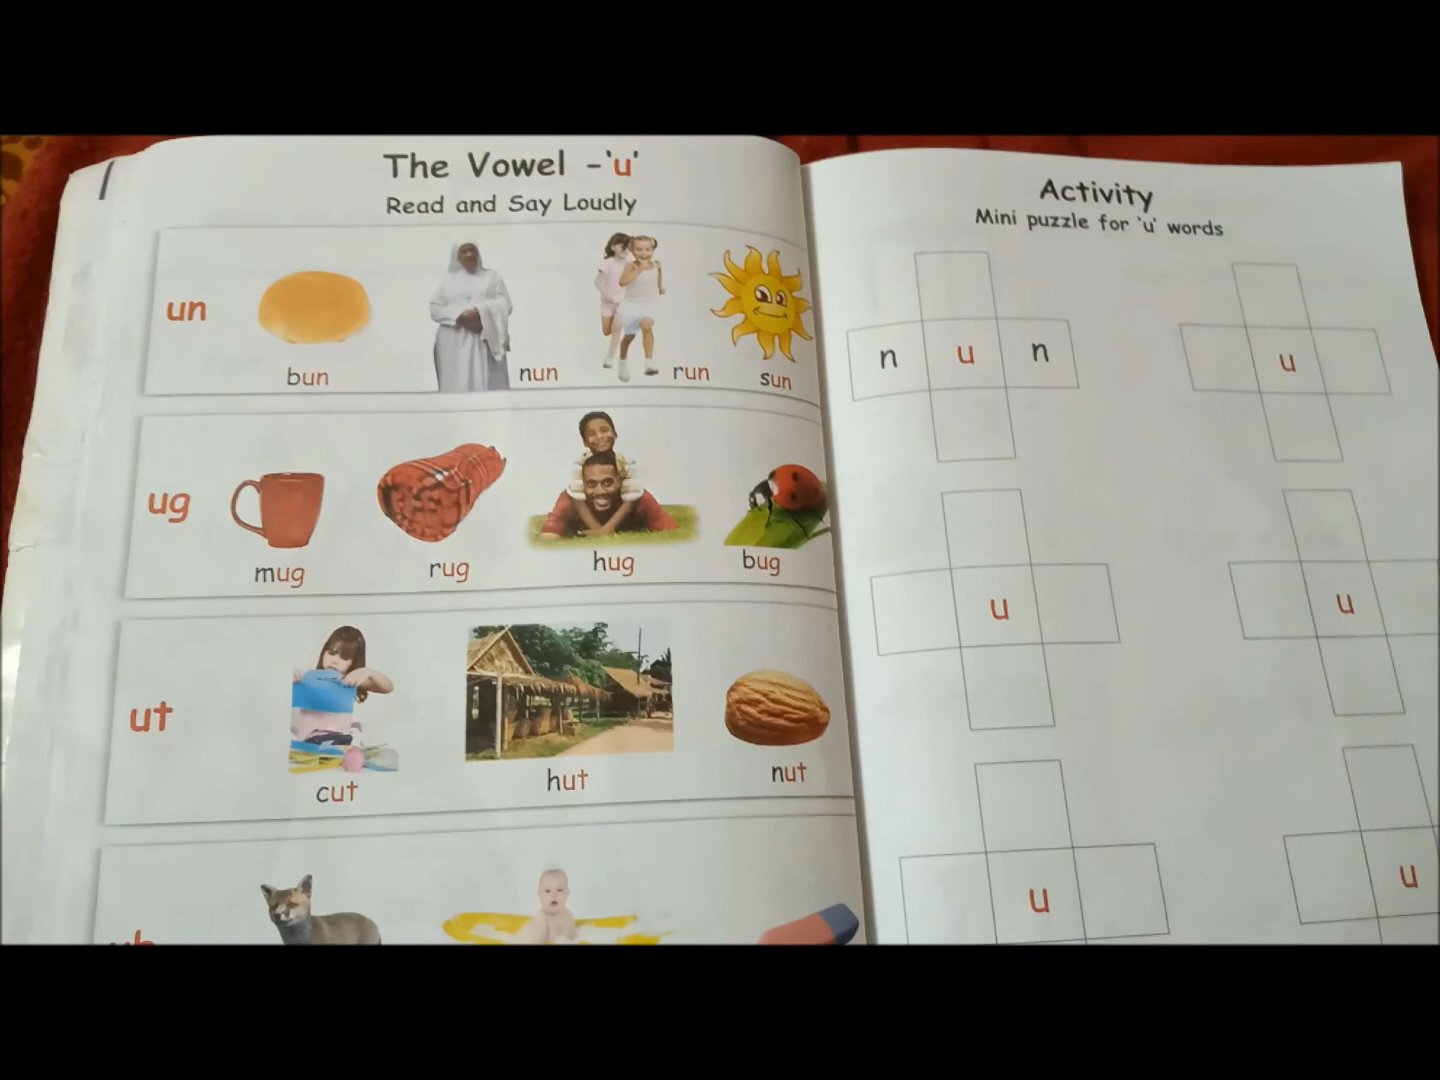 The Vowel -'u'
Read and Say Loudly
un
bun
nun
run
sun
ug
mug
rug
hug
bug
ut
cut
hut
nut
Activity
Mini puzzle for 'u' words
n u n
u
u
u
u
u